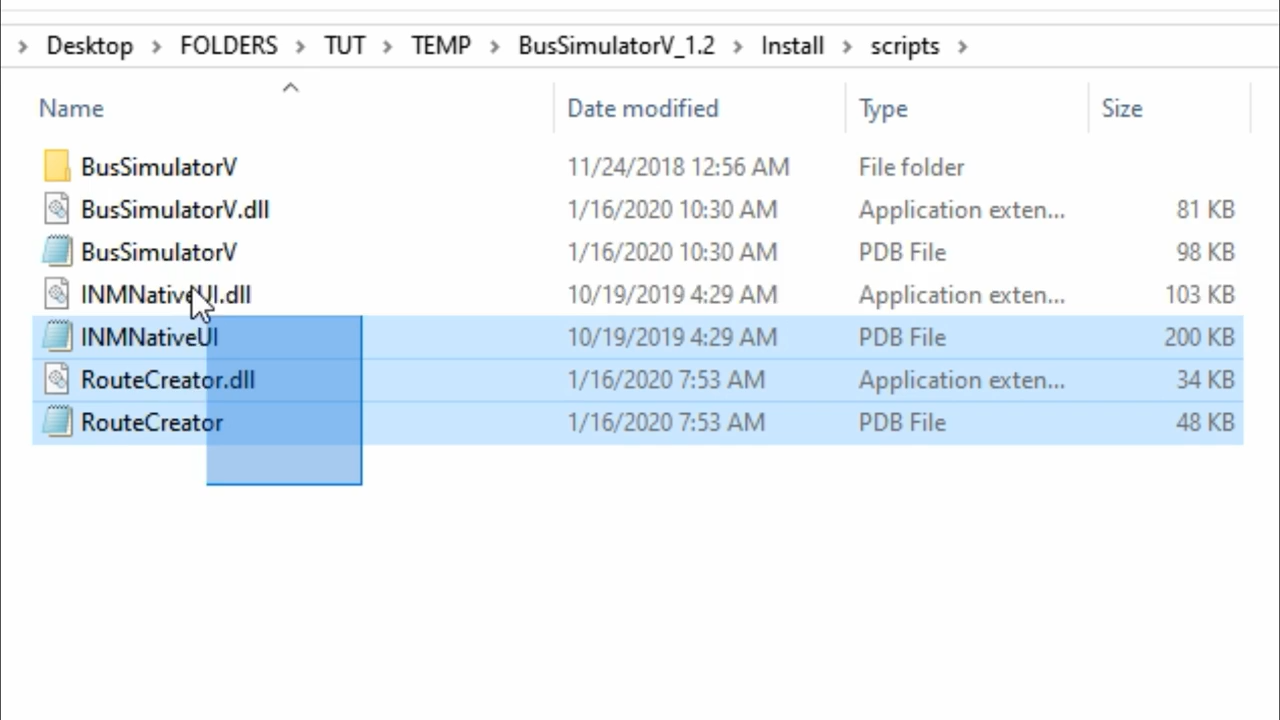 Desktop > FOLDERS > TUT > TEMP > BusSimulatorV_1.2 > Install > scripts >
Name Date modified Type Size
BusSimulatorV 11/24/2018 12:56 AM File folder
BusSimulatorV.dll 1/16/2020 10:30 AM Application exten... 81 KB
BusSimulatorV 1/16/2020 10:30 AM PDB File 98 KB
INMNativeUI.dll 10/19/2019 4:29 AM Application exten... 103 KB
INMNativeUI 10/19/2019 4:29 AM PDB File 200 KB
RouteCreator.dll 1/16/2020 7:53 AM Application exten... 34 KB
RouteCreator 1/16/2020 7:53 AM PDB File 48 KB